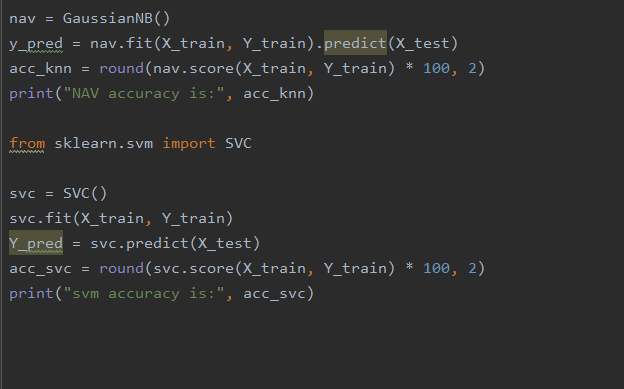 nav = GaussianNB()
y_pred = nav.fit(X_train, Y_train).predict(X_test)
acc_knn = round(nav.score(X_train, Y_train) * 100, 2)
print("NAV accuracy is:", acc_knn)
from sklearn.svm import SVC
svc = SVC()
svc.fit(X_train, Y_train)
Y_pred = svc.predict(X_test)
acc_svc = round(svc.score(X_train, Y_train) * 100, 2)
print("svm accuracy is:", acc_svc)